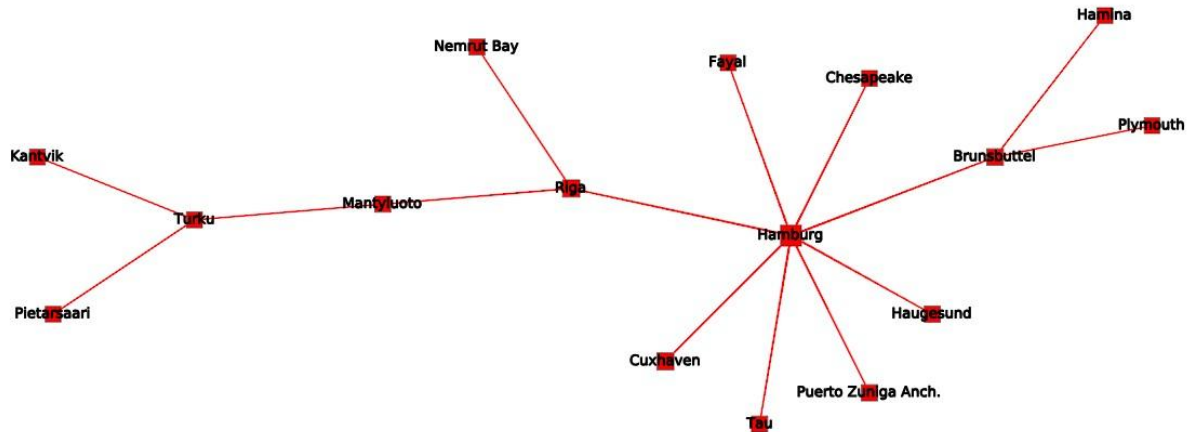 Hamina
Nemrut Bay
Fayal
Chesapeake
Plymouth
Kantvik
Brunsbuttel
Riga
Mantyluoto
Turku
Hamburg
Pietarsaari
Haugesund
Cuxhaven
Puerto Zuniga Anch.
Tau